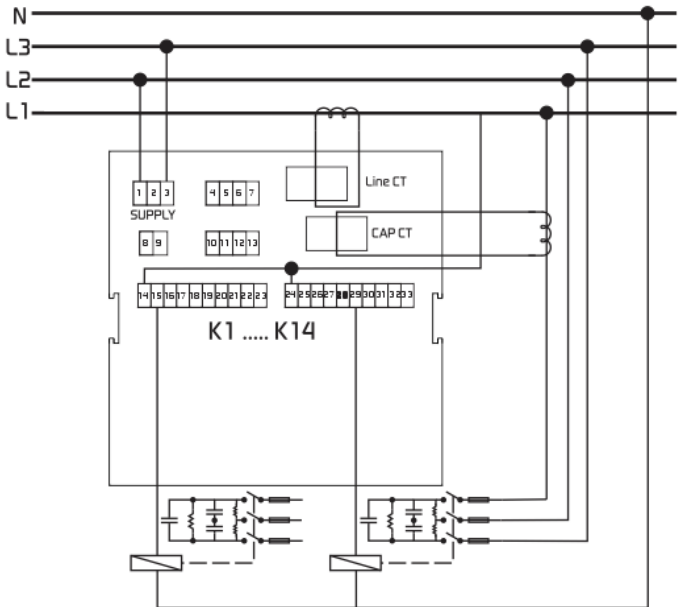 N
L3
L2
L1
Line CT
1 2 3
4 5 6 7
SUPPLY
CAP CT
8 9
10 11 12 13
14 15 16 17 18 19 20 21 22 23
24 25 26 27 28 29 30 31 32 33
K1 ..... K14